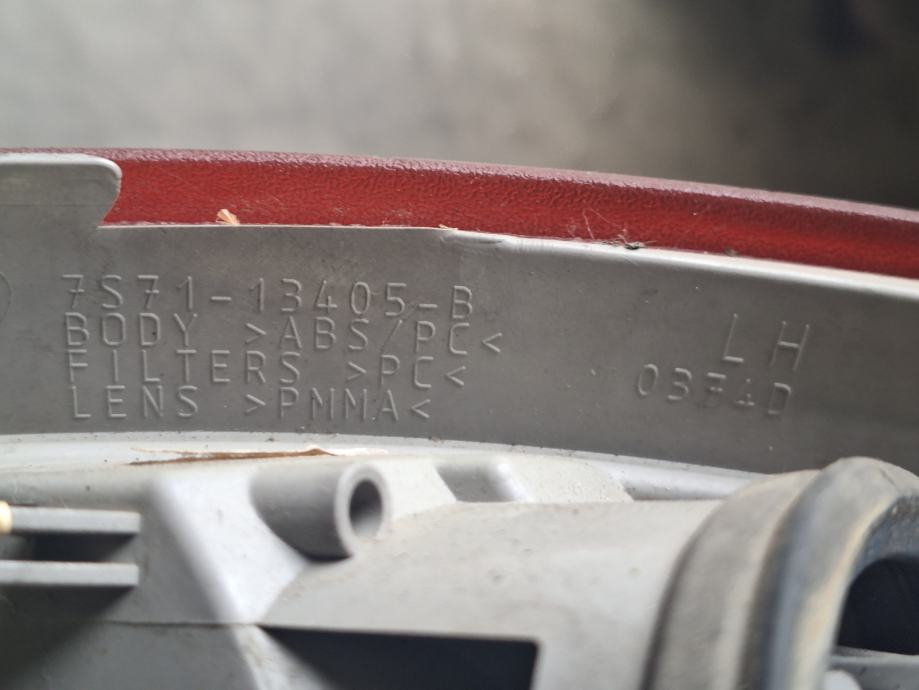 7S71-13405-B
BODY >ABS/PC<
FILTERS >PC<
LENS >PMMA<
LH
0334D